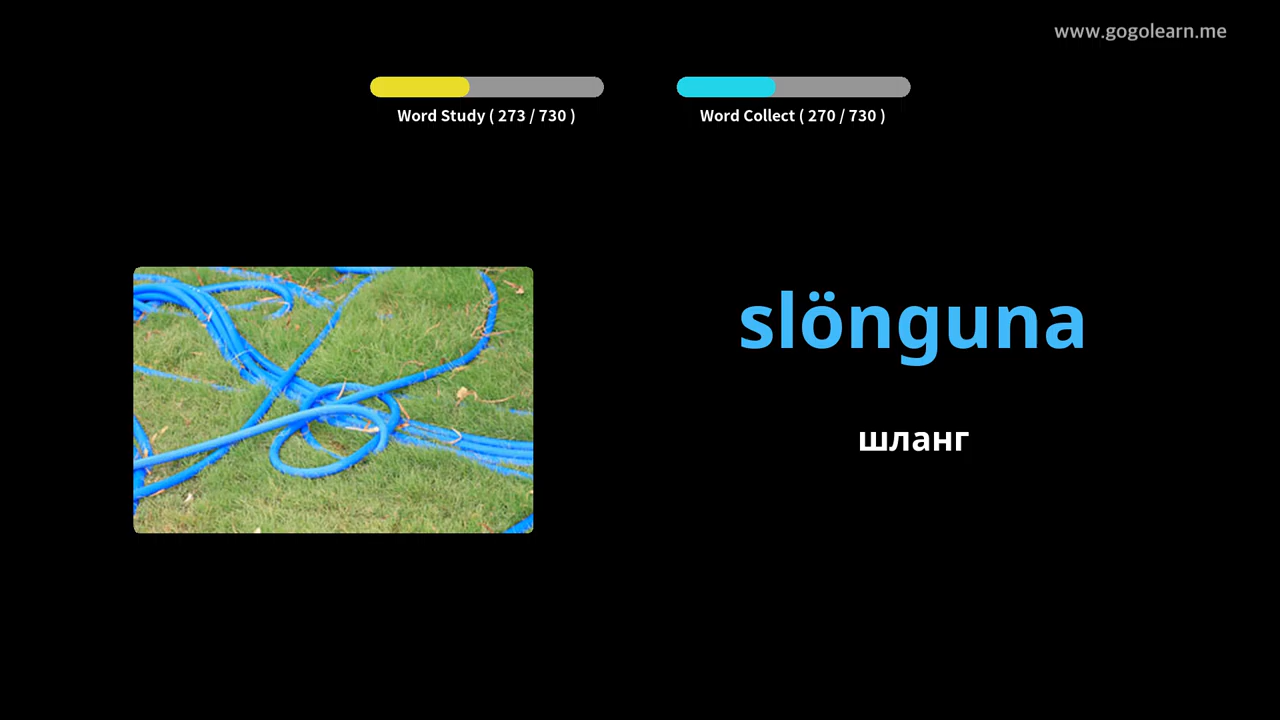 www.gogolearn.me
Word Study ( 273 / 730 )
Word Collect ( 270 / 730 )
slönguna
шланг